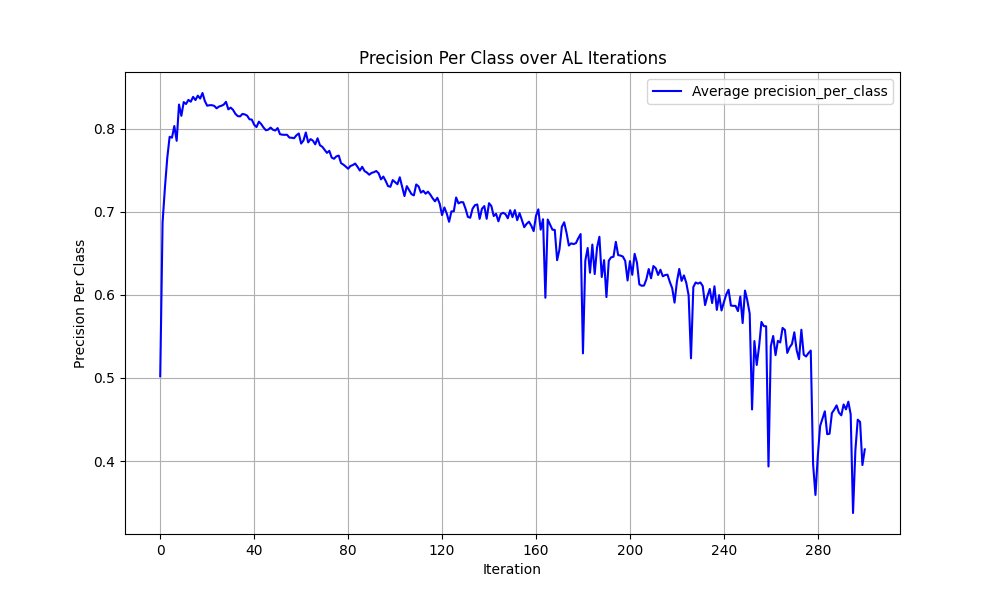 Precision Per Class over AL Iterations
Average precision_per_class
Precision Per Class
0.8
0.7
0.6
0.5
0.4
0 40 80 120 160 200 240 280
Iteration